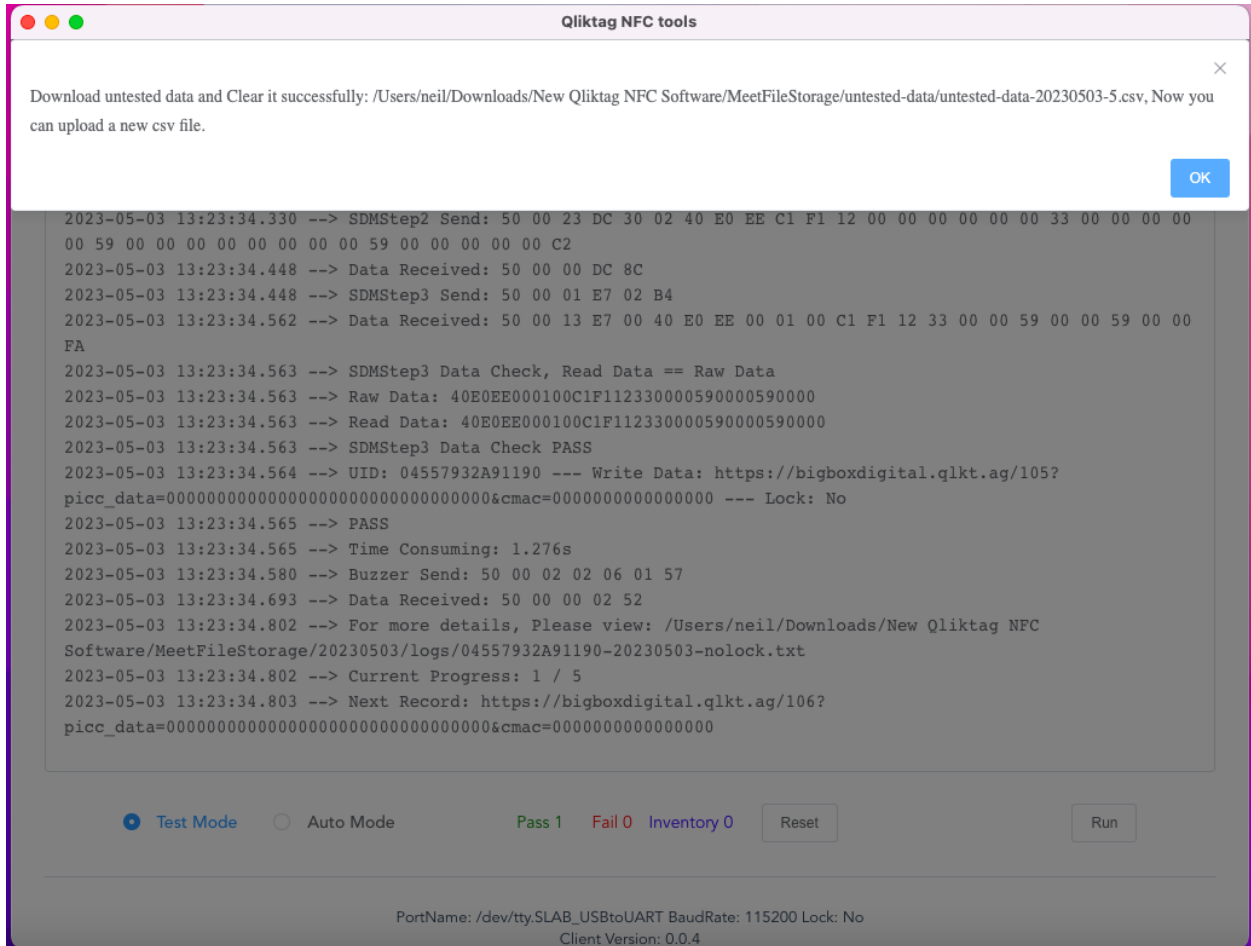 Qliktag NFC tools
Download untested data and Clear it successfully: /Users/neil/Downloads/New Qliktag NFC Software/MeetFileStorage/untested-data/untested-data-20230503-5.csv, Now you
can upload a new csv file.
OK
2023-05-03 13:23:34.330 --> SDMStep2 Send: 50 00 23 DC 30 02 40 E0 EE C1 F1 12 00 00 00 00 00 00 33 00 00 00 00
00 59 00 00 00 00 00 00 00 00 59 00 00 00 00 00 C2
2023-05-03 13:23:34.448 --> Data Received: 50 00 00 DC 8C
2023-05-03 13:23:34.448 --> SDMStep3 Send: 50 00 01 E7 02 B4
2023-05-03 13:23:34.562 --> Data Received: 50 00 13 E7 00 40 E0 EE 00 01 00 C1 F1 12 33 00 00 59 00 00 59 00 00
FA
2023-05-03 13:23:34.563 --> SDMStep3 Data Check, Read Data == Raw Data
2023-05-03 13:23:34.563 --> Raw Data: 40E0EE000100C1F112330000590000590000
2023-05-03 13:23:34.563 --> Read Data: 40E0EE000100C1F112330000590000590000
2023-05-03 13:23:34.563 --> SDMStep3 Data Check PASS
2023-05-03 13:23:34.564 --> UID: 04557932A91190 --- Write Data: https://bigboxdigital.qlkt.ag/105?
picc_data=00000000000000000000000000000000&cmac=0000000000000000 --- Lock: No
2023-05-03 13:23:34.565 --> PASS
2023-05-03 13:23:34.565 --> Time Consuming: 1.276s
2023-05-03 13:23:34.580 --> Buzzer Send: 50 00 02 02 06 01 57
2023-05-03 13:23:34.693 --> Data Received: 50 00 00 02 52
2023-05-03 13:23:34.802 --> For more details, Please view: /Users/neil/Downloads/New Qliktag NFC
Software/MeetFileStorage/20230503/logs/04557932A91190-20230503-nolock.txt
2023-05-03 13:23:34.802 --> Current Progress: 1 / 5
2023-05-03 13:23:34.803 --> Next Record: https://bigboxdigital.qlkt.ag/106?
picc_data=00000000000000000000000000000000&cmac=0000000000000000
Test Mode Auto Mode Pass 1 Fail 0 Inventory 0 Reset Run
PortName: /dev/tty.SLAB_USBtoUART BaudRate: 115200 Lock: No
Client Version: 0.0.4